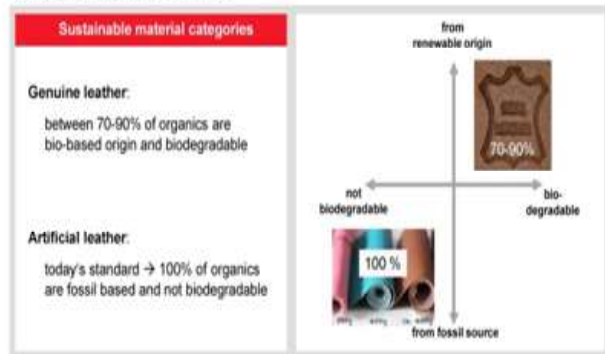 Sustainable material categories
Genuine leather:
between 70-90% of organics are
bio-based origin and biodegradable
Artificial leather:
today's standard → 100% of organics
are fossil based and not biodegradable
from
renewable origin
70-90%
not
biodegradable
bio-
degradable
100 %
from fossil source